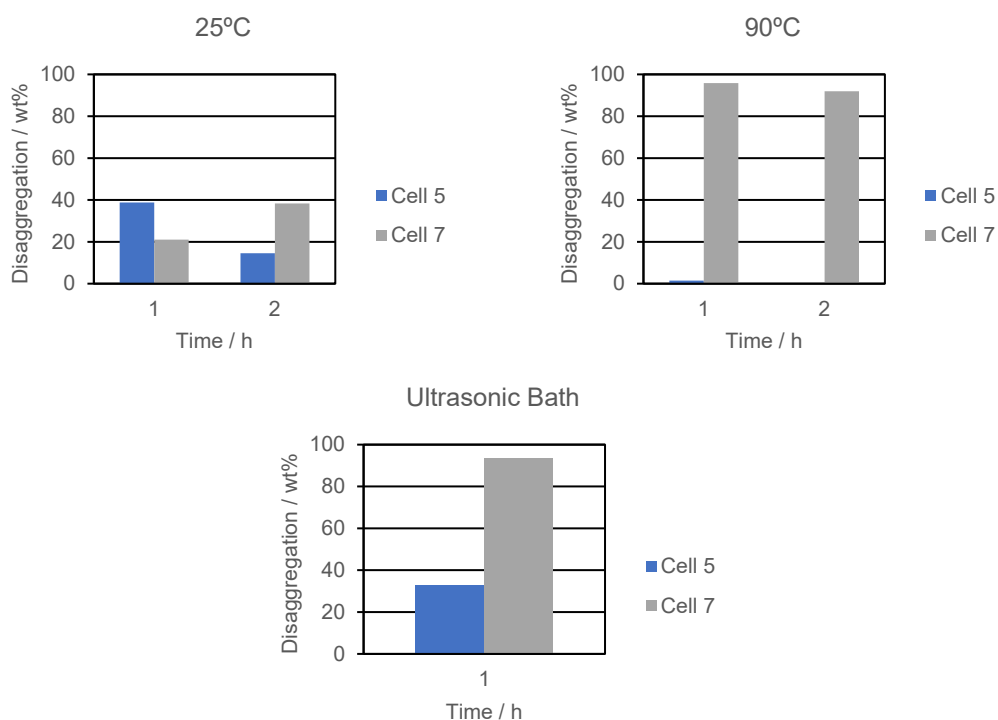 25ºC
100
80
60
40
20
0
Disaggregation / wt%
1 2
Time / h
Cell 5
Cell 7
90ºC
100
80
60
40
20
0
Disaggregation / wt%
1 2
Time / h
Cell 5
Cell 7
Ultrasonic Bath
100
80
60
40
20
0
Disaggregation / wt%
1
Time / h
Cell 5
Cell 7